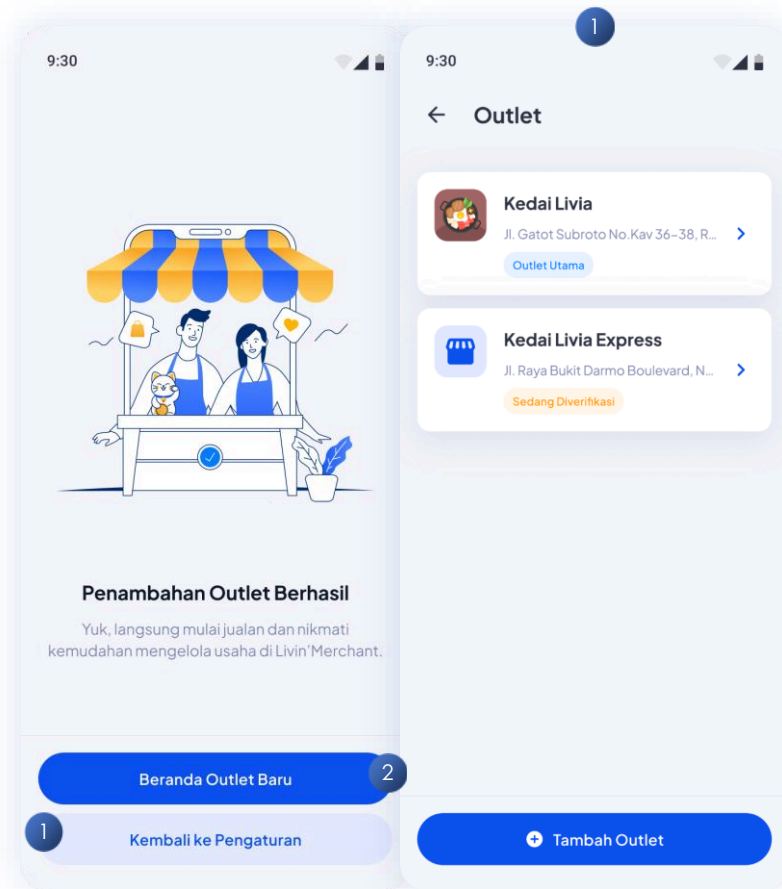 9:30
Penambahan Outlet Berhasil
Yuk, langsung mulai jualan dan nikmati
kemudahan mengelola usaha di Livin'Merchant.
Beranda Outlet Baru
2
1
Kembali ke Pengaturan
1
9:30
Outlet
Kedai Livia
Jl. Gatot Subroto No.Kav 36-38, R...
Outlet Utama
Kedai Livia Express
Jl. Raya Bukit Darmo Boulevard, N...
Sedang Diverifikasi
Tambah Outlet